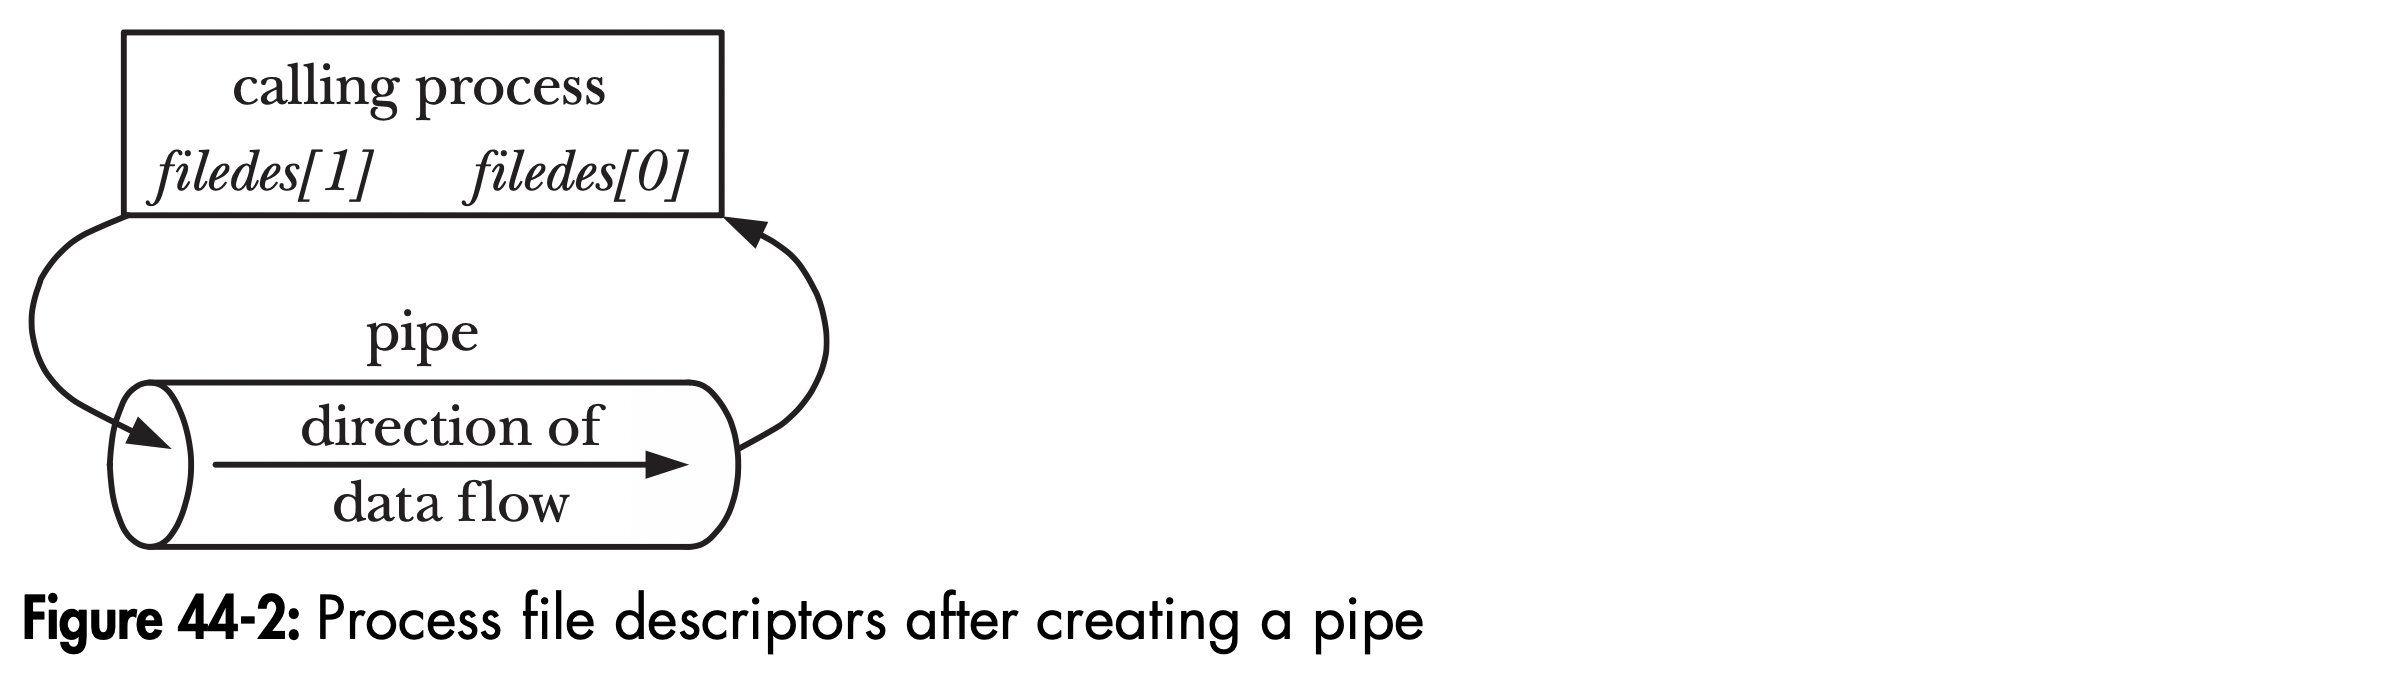 calling process
filedes[1] filedes[0]
pipe
direction of
data flow
Figure 44-2: Process file descriptors after creating a pipe